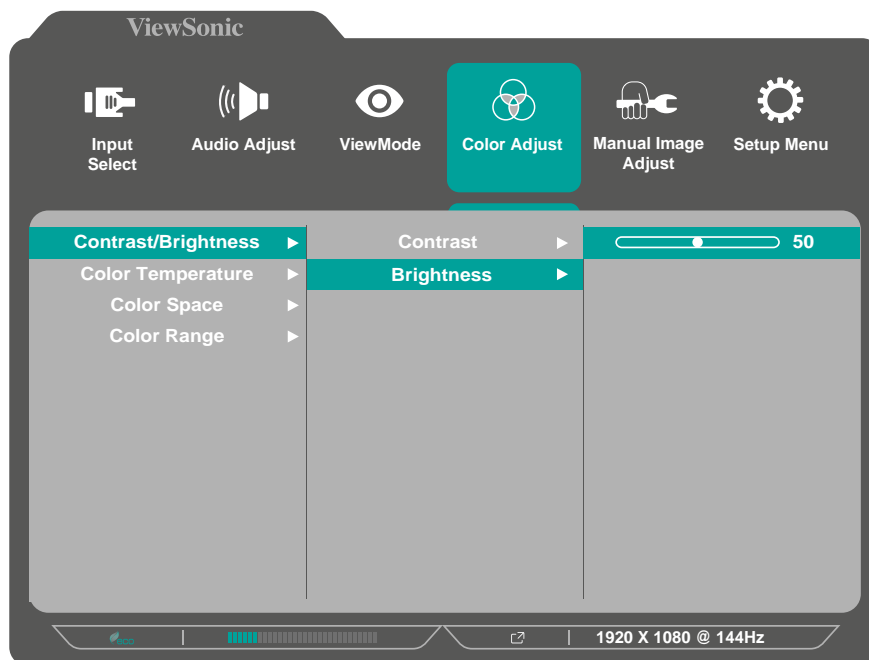 ViewSonic
Input
Select
Audio Adjust
ViewMode
Color Adjust
Manual Image
Adjust
Setup Menu
Contrast/Brightness
Contrast
50
Color Temperature
Brightness
Color Space
Color Range
eco
1920 X 1080 @ 144Hz